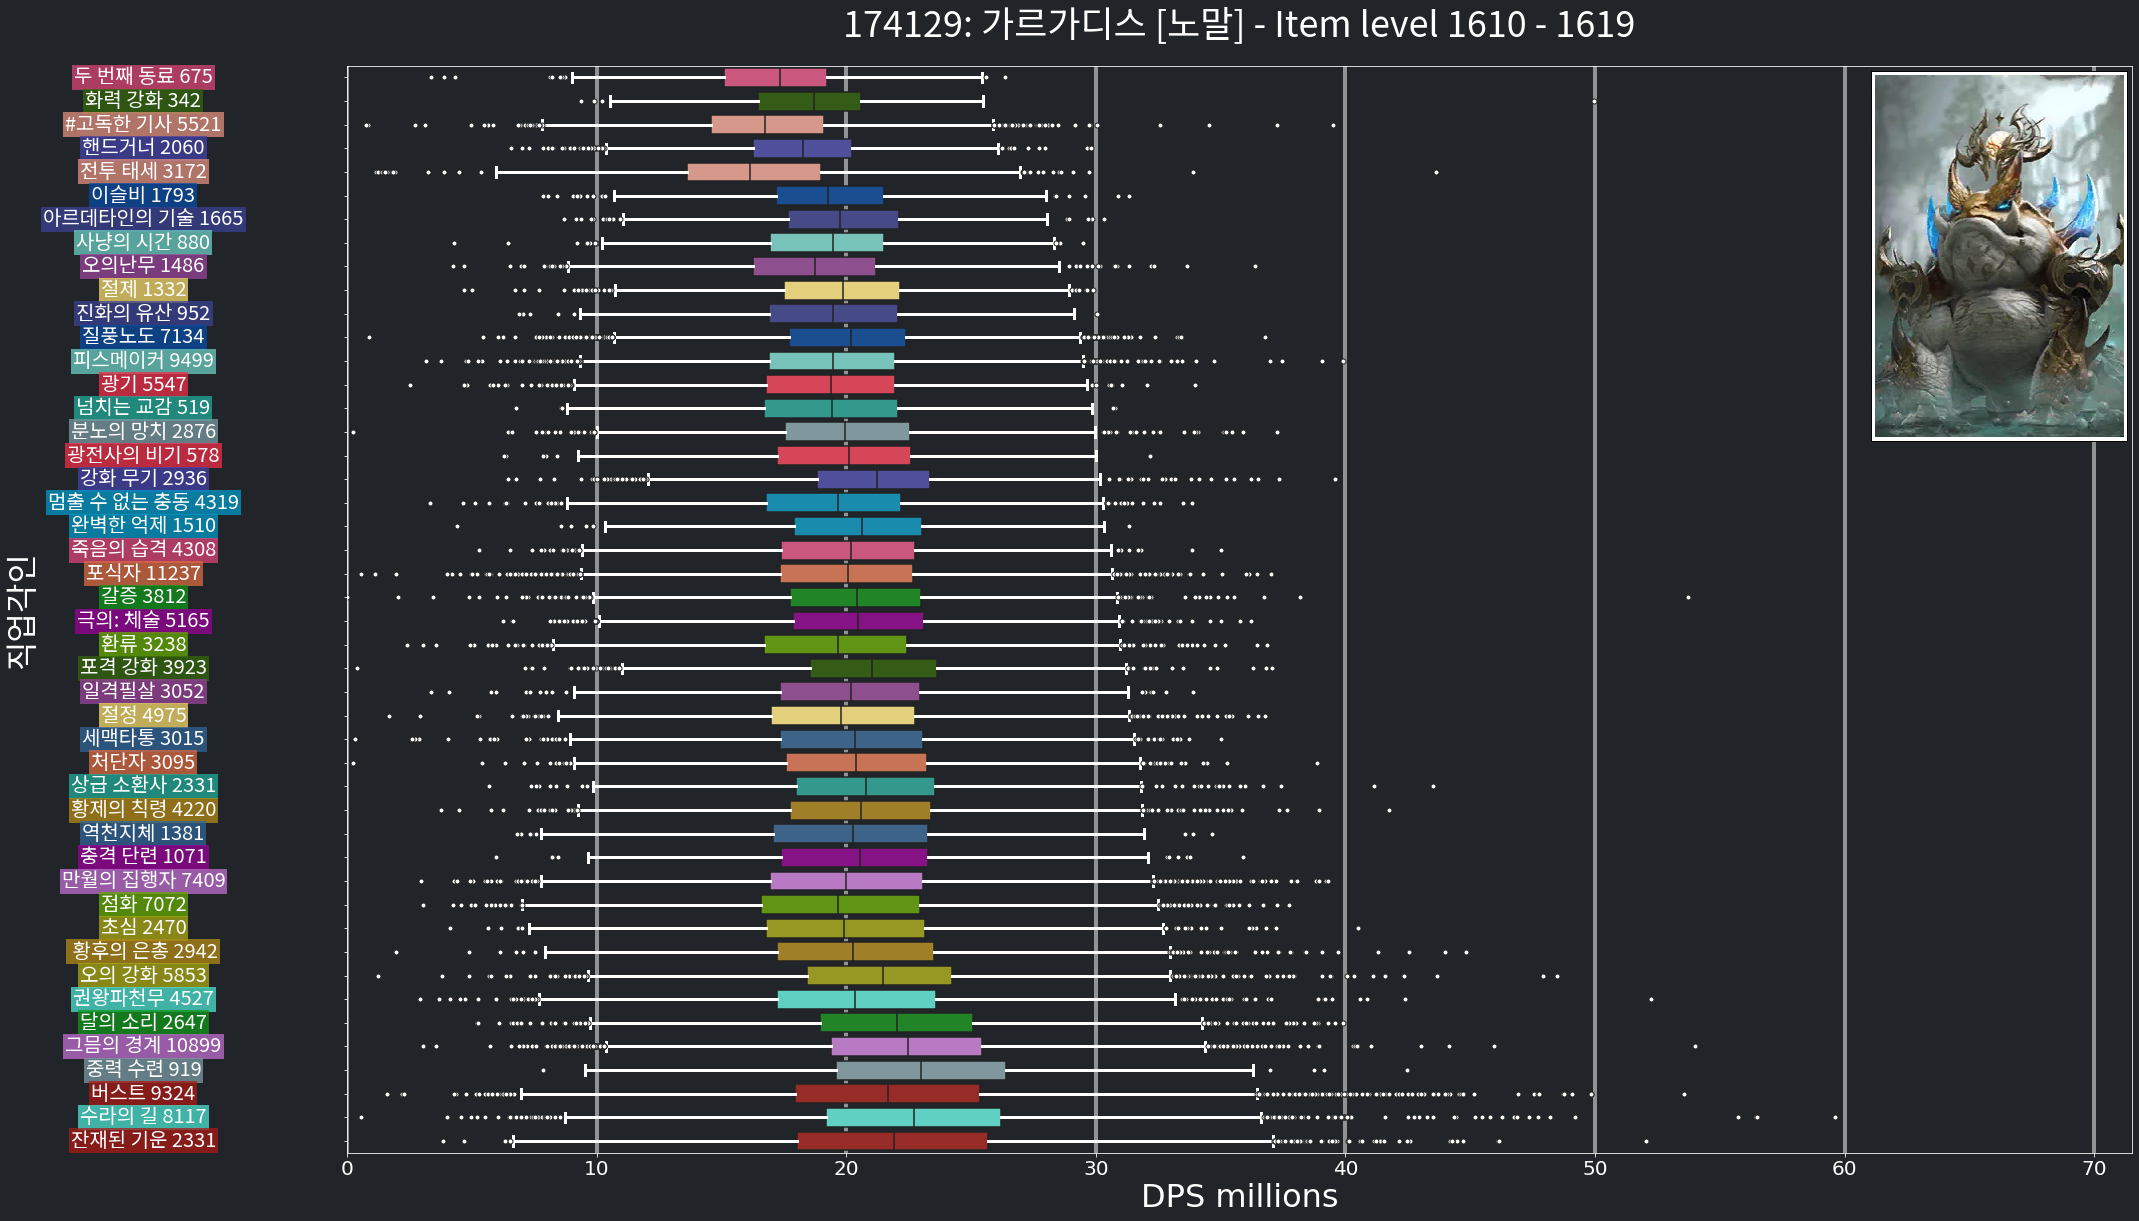 174129: 가르가디스 [노말] - Item level 1610 - 1619
두 번째 동료 675
화력 강화 342
#고독한 기사 5521
핸드거너 2060
전투 태세 3172
이슬비 1793
아르데타인의 기술 1665
사냥의 시간 880
오의난무 1486
절제 1332
진화의 유산 952
질풍노도 7134
피스메이커 9499
광기 5547
넘치는 교감 519
분노의 망치 2876
광전사의 비기 578
강화 무기 2936
멈출 수 없는 충동 4319
완벽한 억제 1510
죽음의 습격 4308
포식자 11237
갈증 3812
극의: 체술 5165
환류 3238
포격 강화 3923
일격필살 3052
절정 4975
세맥타통 3015
처단자 3095
상급 소환사 2331
황제의 칙령 4220
역천지체 1381
충격 단련 1071
만월의 집행자 7409
점화 7072
초심 2470
황후의 은총 2942
오의 강화 5853
권왕파천무 4527
달의 소리 2647
그믐의 경계 10899
중력 수련 919
버스트 9324
수라의 길 8117
잔재된 기운 2331
직업각인
0 10 20 30 40 50 60 70
DPS millions